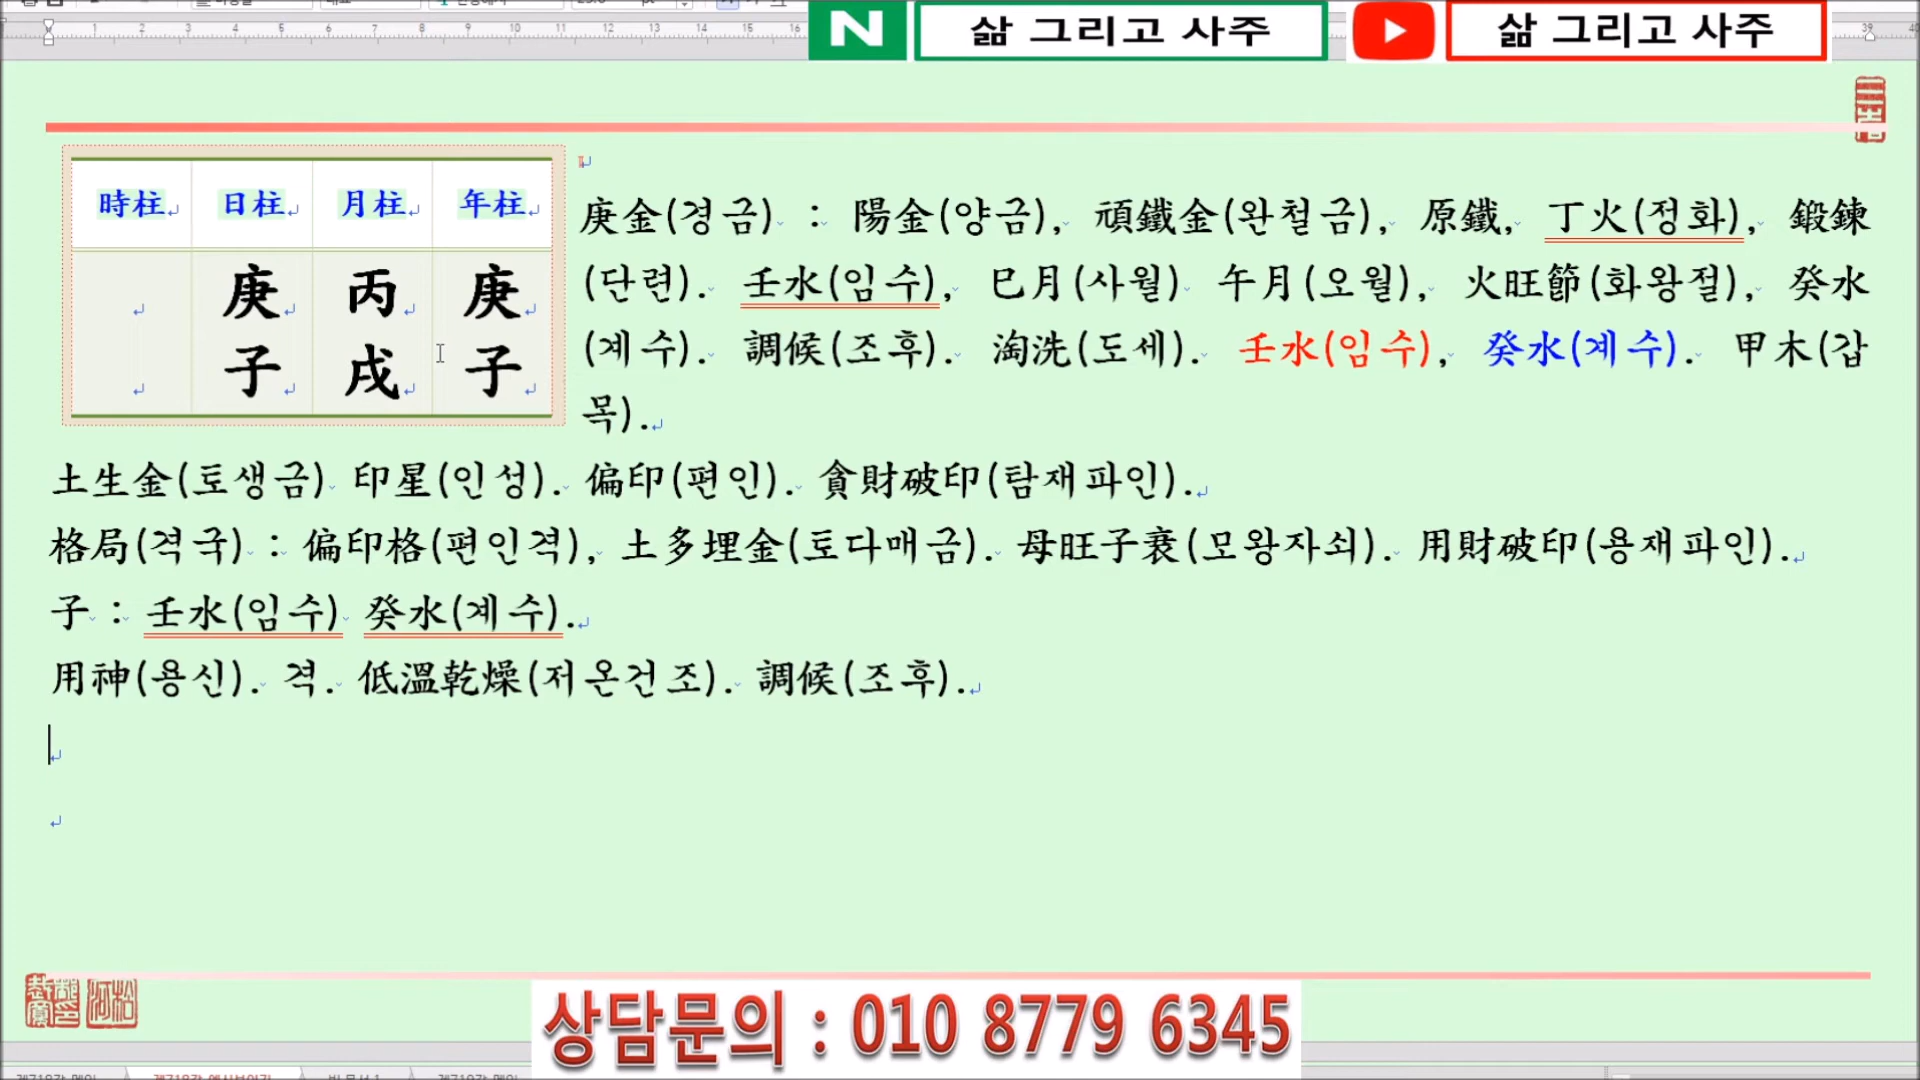 삶 그리고 사주 삶 그리고 사주
時柱 日柱 月柱 年柱
庚 丙 庚
子 戌 子
庚金(경금) : 陽金(양금), 頑鐵金(완철금), 原鐵, 丁火(정화), 鍛鍊
(단련). 壬水(임수), 巳月(사월) 午月(오월), 火旺節(화왕절), 癸水
(계수). 調候(조후). 淘洗(도세). 壬水(임수), 癸水(계수). 甲木(갑
목).
土生金(토생금) 印星(인성). 偏印(편인). 貪財破印(탐재파인).
格局(격국) : 偏印格(편인격), 土多埋金(토다매금). 母旺子衰(모왕자쇠). 用財破印(용재파인).
子 : 壬水(임수) 癸水(계수).
用神(용신). 격. 低溫乾燥(저온건조). 調候(조후).
상담문의 : 010 8779 6345